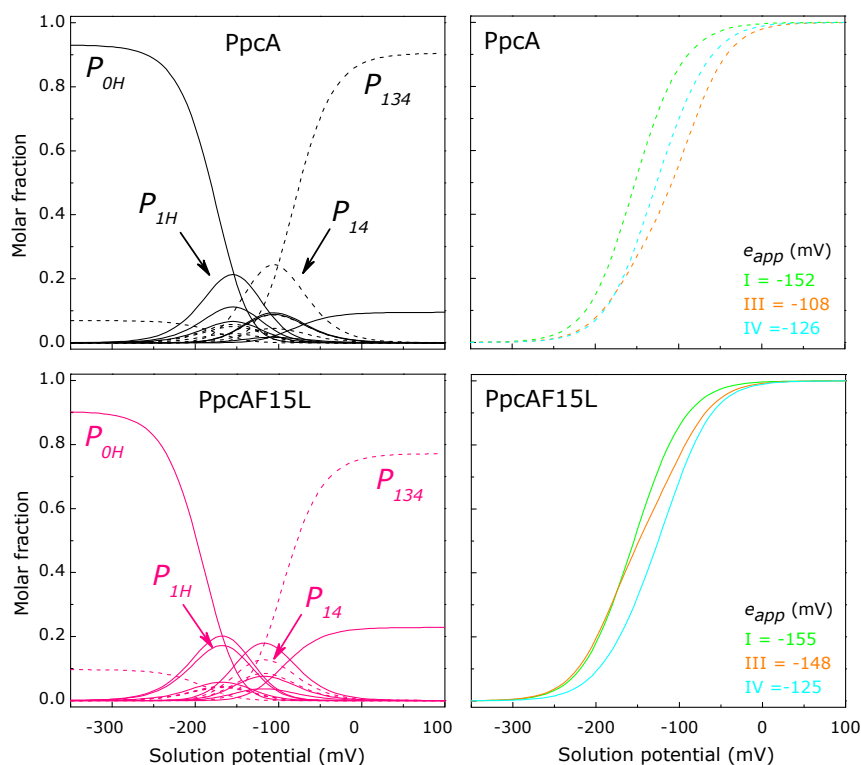 PpcA
PpcA
P0H
P134
P1H
P14
Molar fraction
1.0
0.8
0.6
0.4
0.2
0.0
eapp (mV)
I = -152
III = -108
IV =-126
PpcAF15L
PpcAF15L
P0H
P134
P1H
P14
Molar fraction
1.0
0.8
0.6
0.4
0.2
0.0
eapp (mV)
I = -155
III = -148
IV = -125
-300 -200 -100 0 100
-300 -200 -100 0 100
Solution potential (mV)
Solution potential (mV)